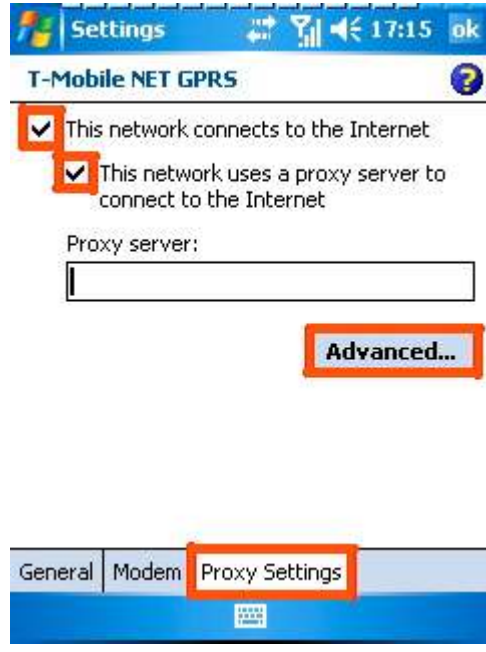 Settings 17:15 ok
T-Mobile NET GPRS
This network connects to the Internet
This network uses a proxy server to
connect to the Internet
Proxy server:
Advanced...
General Modem Proxy Settings